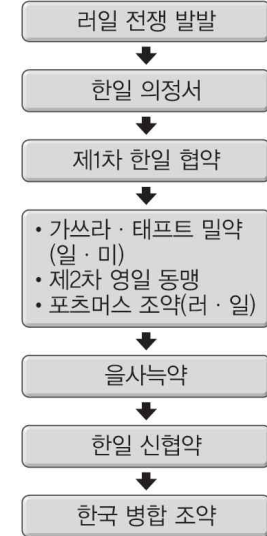 러일 전쟁 발발
한일 의정서
제1차 한일 협약
• 가쓰라 · 태프트 밀약
(일 · 미)
• 제2차 영일 동맹
• 포츠머스 조약(러 · 일)
을사늑약
한일 신협약
한국 병합 조약